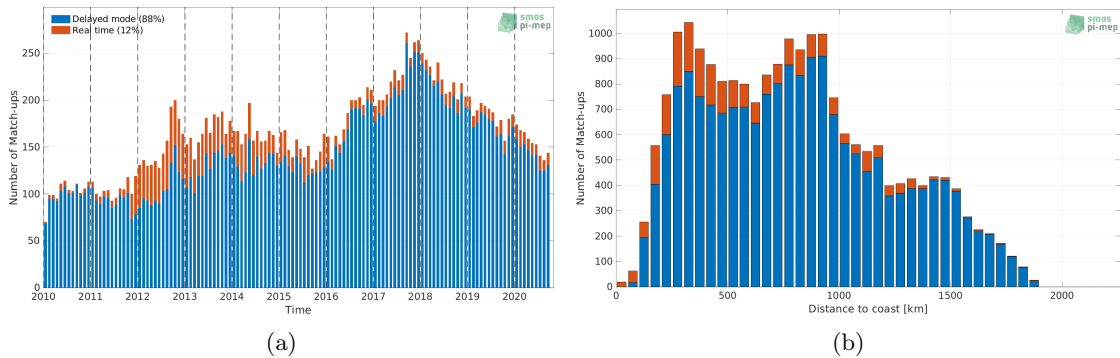 Delayed mode (88%)
Real time (12%)
smos
pi-mep
250
200
150
100
50
0
Number of Match-ups
2010 2011 2012 2013 2014 2015 2016 2017 2018 2019 2020
Time
(a)
smos
pi-mep
1000
900
800
700
600
500
400
300
200
100
0
Number of Match-ups
0 500 1000 1500 2000
Distance to coast [km]
(b)